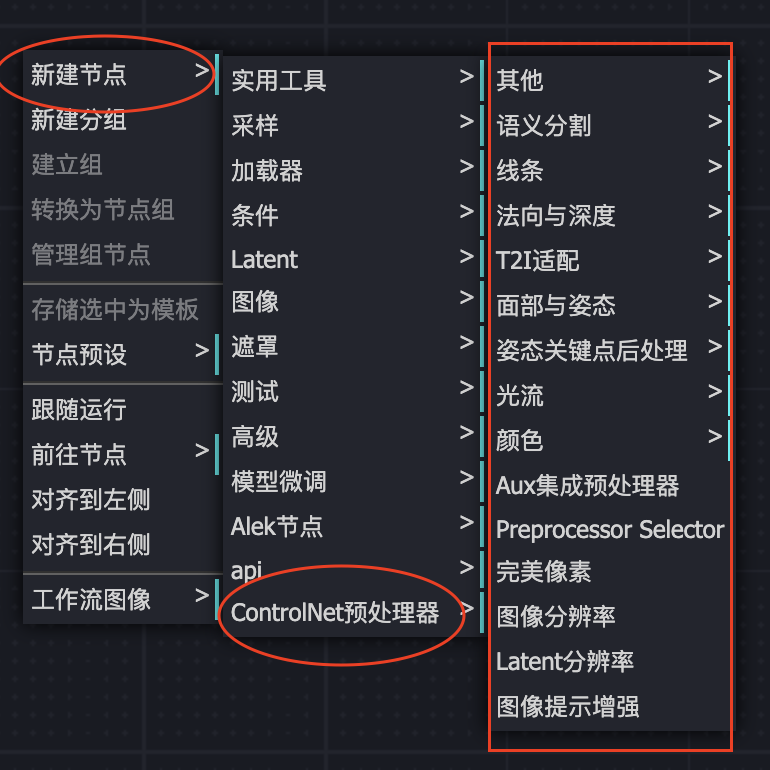 新建节点 >
新建分组
建立组
转换为节点组
管理组节点
存储选中为模板
节点预设 >
跟随运行
前往节点 >
对齐到左侧
对齐到右侧
工作流图像 >
实用工具 >
采样 >
加载器 >
条件 >
Latent >
图像 >
遮罩 >
测试 >
高级 >
模型微调 >
Alek节点 >
api >
ControlNet预处理器 >
其他 >
语义分割 >
线条 >
法向与深度 >
T2I适配 >
面部与姿态 >
姿态关键点后处理 >
光流 >
颜色 >
Aux集成预处理器
Preprocessor Selector
完美像素
图像分辨率
Latent分辨率
图像提示增强